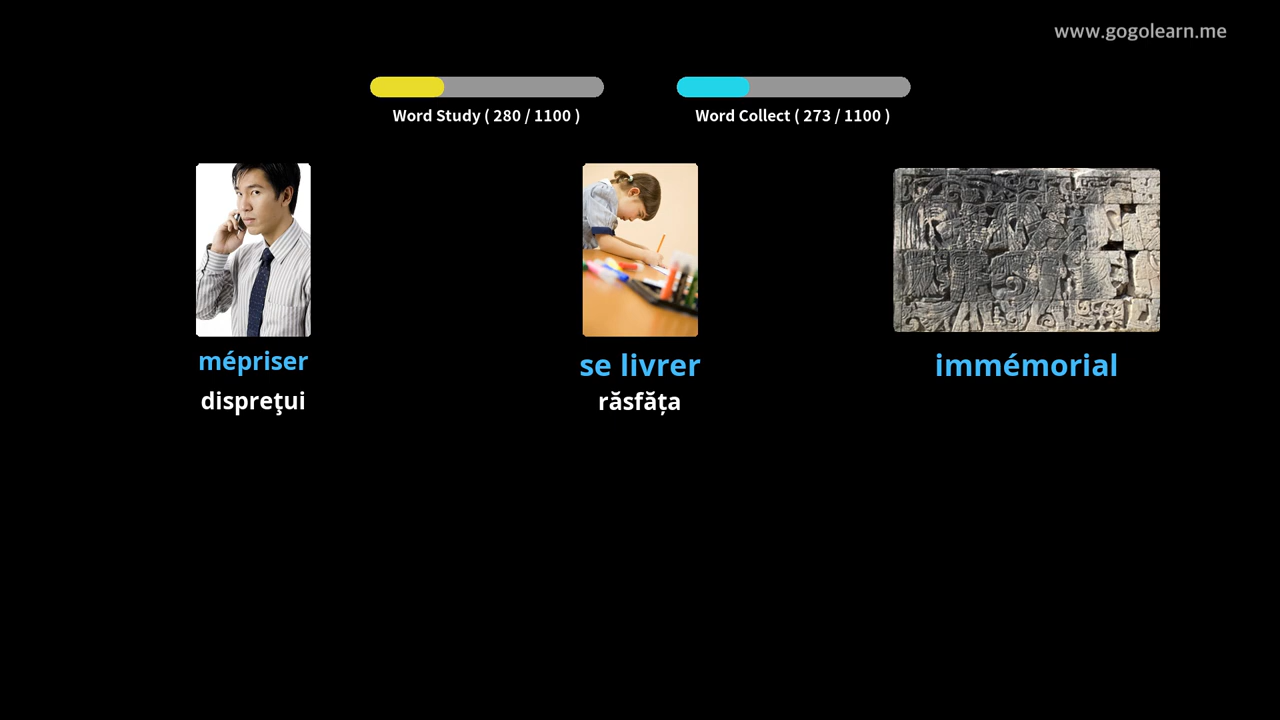 www.gogolearn.me
Word Study ( 280 / 1100 )
Word Collect ( 273 / 1100 )
mépriser
dispreţui
se livrer
răsfăța
immémorial